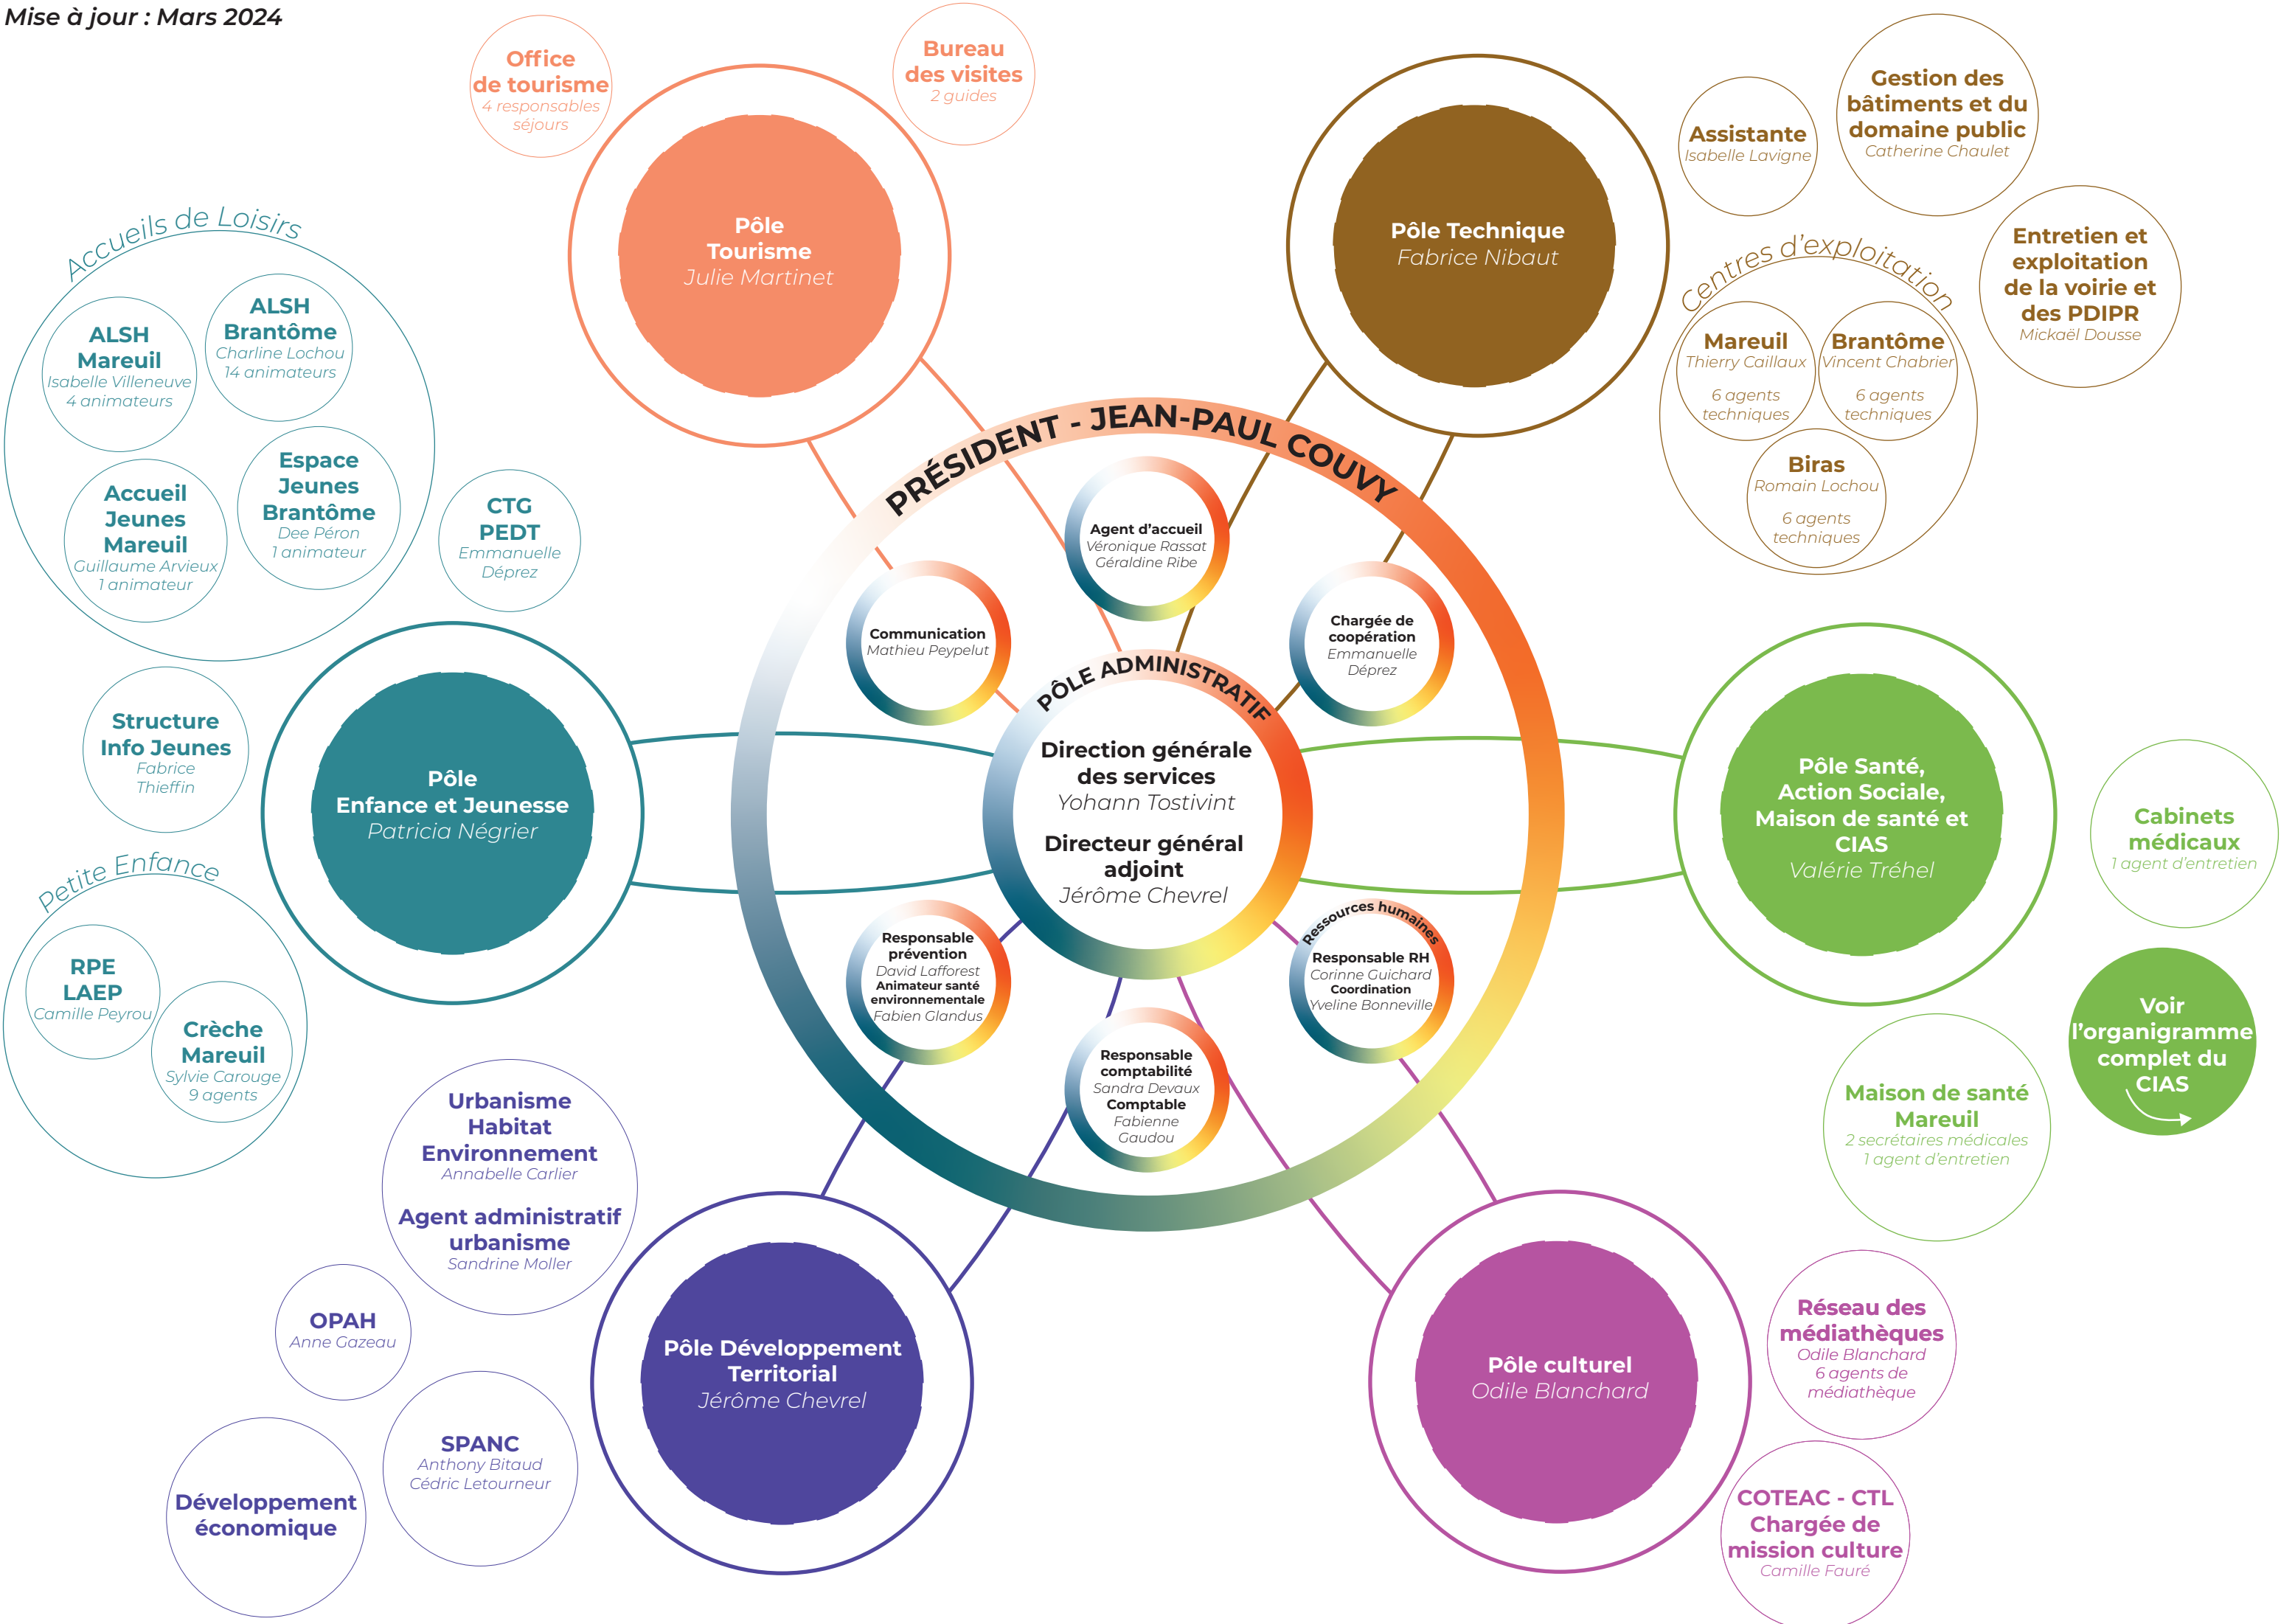 Mise à jour : Mars 2024
Office
de tourisme
4 responsables
séjours
Bureau
des visites
2 guides
Pôle
Tourisme
Julie Martinet
Pôle Technique
Fabrice Nibaut
Assistante
Isabelle Lavigne
Gestion des
bâtiments et du
domaine public
Catherine Chaulet
Entretien et
exploitation
de la voirie et
des PDIPR
Mickaël Dousse
Centres d'exploitation
Mareuil
Thierry Caillaux
6 agents
techniques
Brantôme
Vincent Chabrier
6 agents
techniques
Biras
Romain Lochou
6 agents
techniques
Accueils de Loisirs
ALSH
Mareuil
Isabelle Villeneuve
4 animateurs
ALSH
Brantôme
Charline Lochou
14 animateurs
Accueil
Jeunes
Mareuil
Guillaume Arvieux
1 animateur
Espace
Jeunes
Brantôme
Dee Péron
1 animateur
CTG
PEDT
Emmanuelle
Déprez
Structure
Info Jeunes
Fabrice
Thieffin
Pôle
Enfance et Jeunesse
Patricia Négrier
Petite Enfance
RPE
LAEP
Camille Peyrou
Crèche
Mareuil
Sylvie Carouge
9 agents
PRÉSIDENT - JEAN-PAUL COUVY
Agent d'accueil
Véronique Rassat
Géraldine Ribe
Communication
Mathieu Peypelut
Chargée de
coopération
Emmanuelle
Déprez
PÔLE ADMINISTRATIF
Direction générale
des services
Yohann Tostivint
Directeur général
adjoint
Jérôme Chevrel
Responsable
prévention
David Lafforest
Animateur santé
environnementale
Fabien Glandus
Ressources humaines
Responsable RH
Corinne Guichard
Coordination
Yveline Bonneville
Responsable
comptabilité
Sandra Devaux
Comptable
Fabienne
Gaudou
Pôle Santé,
Action Sociale,
Maison de santé et
CIAS
Valérie Tréhel
Cabinets
médicaux
1 agent d'entretien
Voir
l'organigramme
complet du
CIAS
Maison de santé
Mareuil
2 secrétaires médicales
1 agent d'entretien
Urbanisme
Habitat
Environnement
Annabelle Carlier
Agent administratif
urbanisme
Sandrine Moller
OPAH
Anne Gazeau
SPANC
Anthony Bitaud
Cédric Letourneur
Développement
économique
Pôle Développement
Territorial
Jérôme Chevrel
Pôle culturel
Odile Blanchard
Réseau des
médiathèques
Odile Blanchard
6 agents de
médiathèque
COTEAC - CTL
Chargée de
mission culture
Camille Fauré